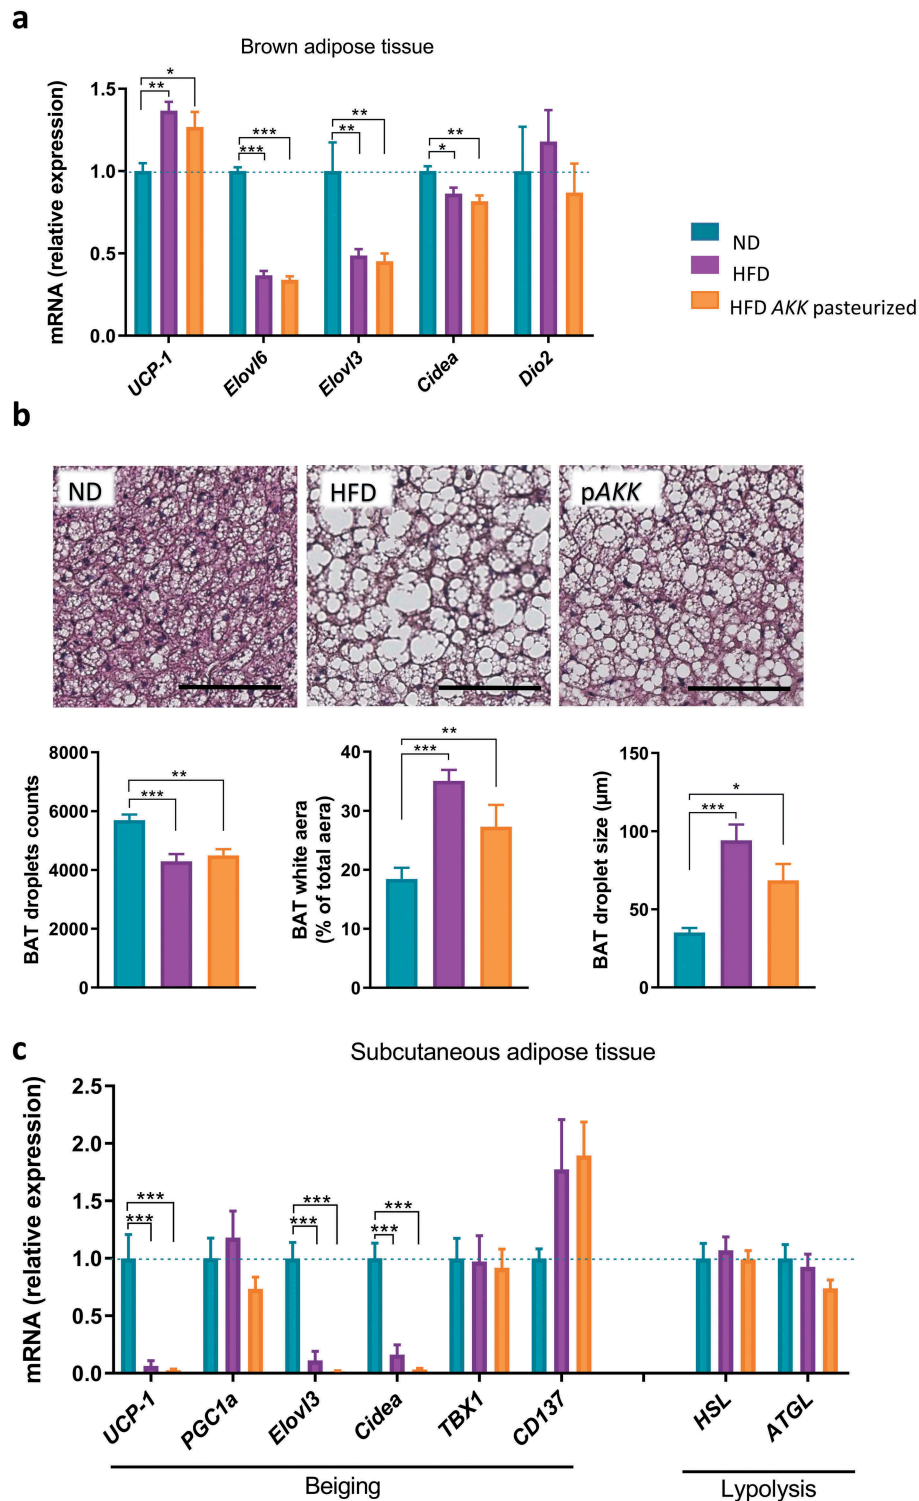 a
Brown adipose tissue
mRNA (relative expression)
1.5
1.0
0.5
0.0
*
**
***
***
**
**
**
*
UCP-1
Elovl6
Elovl3
Cidea
Dio2
ND
HFD
HFD AKK pasteurized
b
ND
HFD
pAKK
BAT droplets counts
8000
6000
4000
2000
0
**
***
BAT white aera
(% of total aera)
40
30
20
10
0
**
***
BAT droplet size (µm)
150
100
50
0
*
***
c
Subcutaneous adipose tissue
mRNA (relative expression)
2.5
2.0
1.5
1.0
0.5
0.0
***
***
***
***
***
***
UCP-1
PGC1a
Elovl3
Cidea
TBX1
CD137
HSL
ATGL
Beiging
Lypolysis